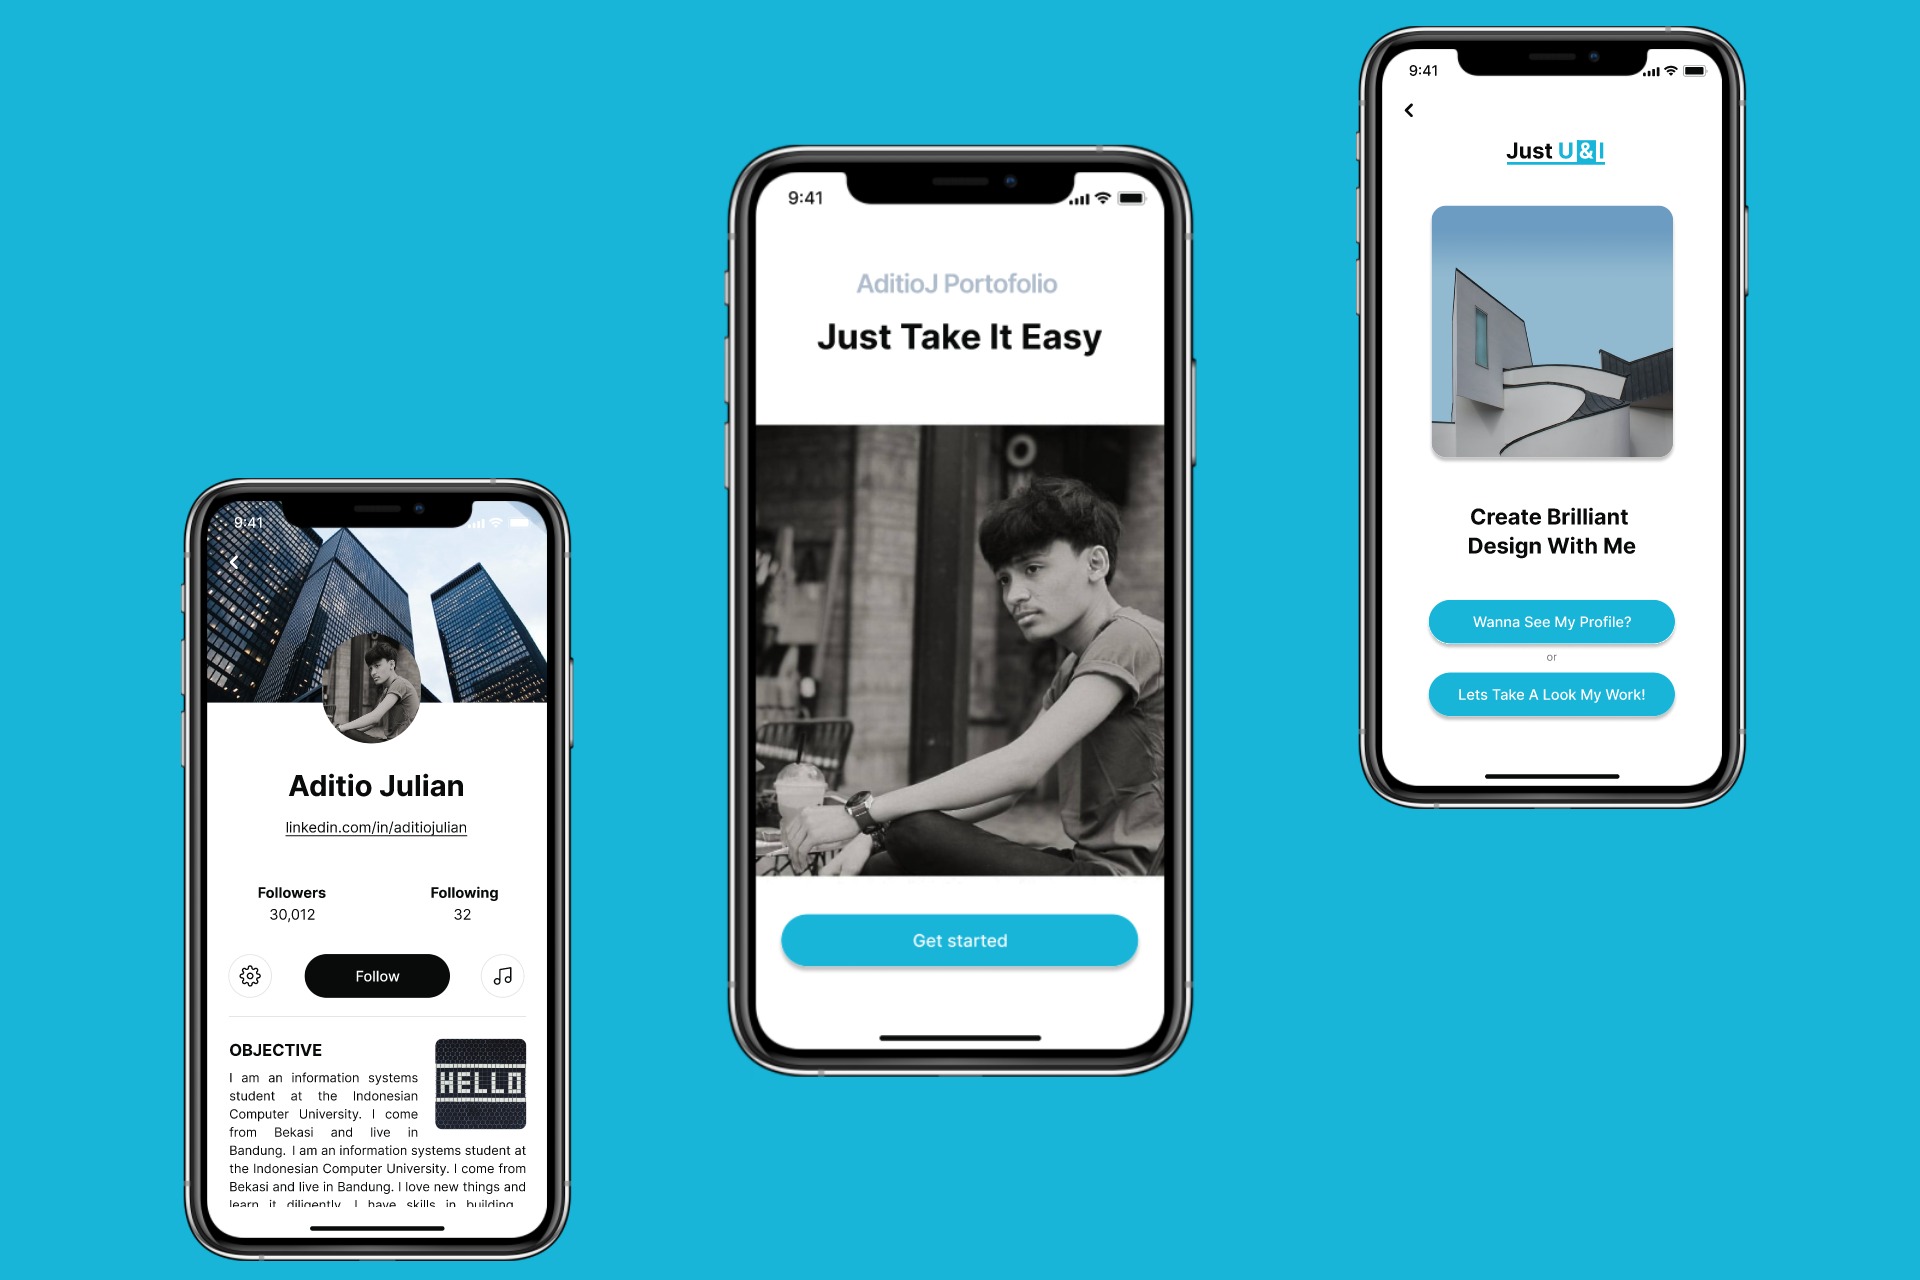 9:41
Aditio Julian
linkedin.com/in/aditiojulian
Followers
Following
30,012
32
Follow
OBJECTIVE
HELLO
I am an information systems
student at the Indonesian
Computer University. I come
from Bekasi and live in
Bandung. I am an information systems student at
the Indonesian Computer University. I come from
Bekasi and live in Bandung. I love new things and
learn it diligently. I have skills in building
9:41
AditioJ Portofolio
Just Take It Easy
Get started
9:41
Just U&I
Create Brilliant
Design With Me
Wanna See My Profile?
or
Lets Take A Look My Work!